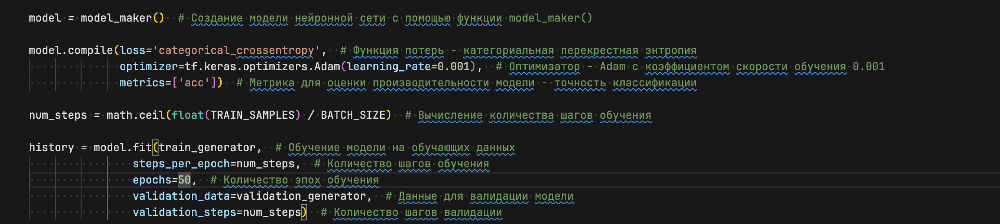 model = model_maker()  # Создание модели нейронной сети с помощью функции model_maker()
model.compile(loss='categorical_crossentropy',  # Функция потерь - категориальная перекрестная энтропия
              optimizer=tf.keras.optimizers.Adam(learning_rate=0.001),  # Оптимизатор - Adam с коэффициентом скорости обучения 0.001
              metrics=['acc'])  # Метрика для оценки производительности модели - точность классификации
num_steps = math.ceil(float(TRAIN_SAMPLES) / BATCH_SIZE)  # Вычисление количества шагов обучения
history = model.fit(train_generator,  # Обучение модели на обучающих данных
                steps_per_epoch=num_steps,  # Количество шагов обучения
                epochs=50,  # Количество эпох обучения
                validation_data=validation_generator,  # Данные для валидации модели
                validation_steps=num_steps)  # Количество шагов валидации